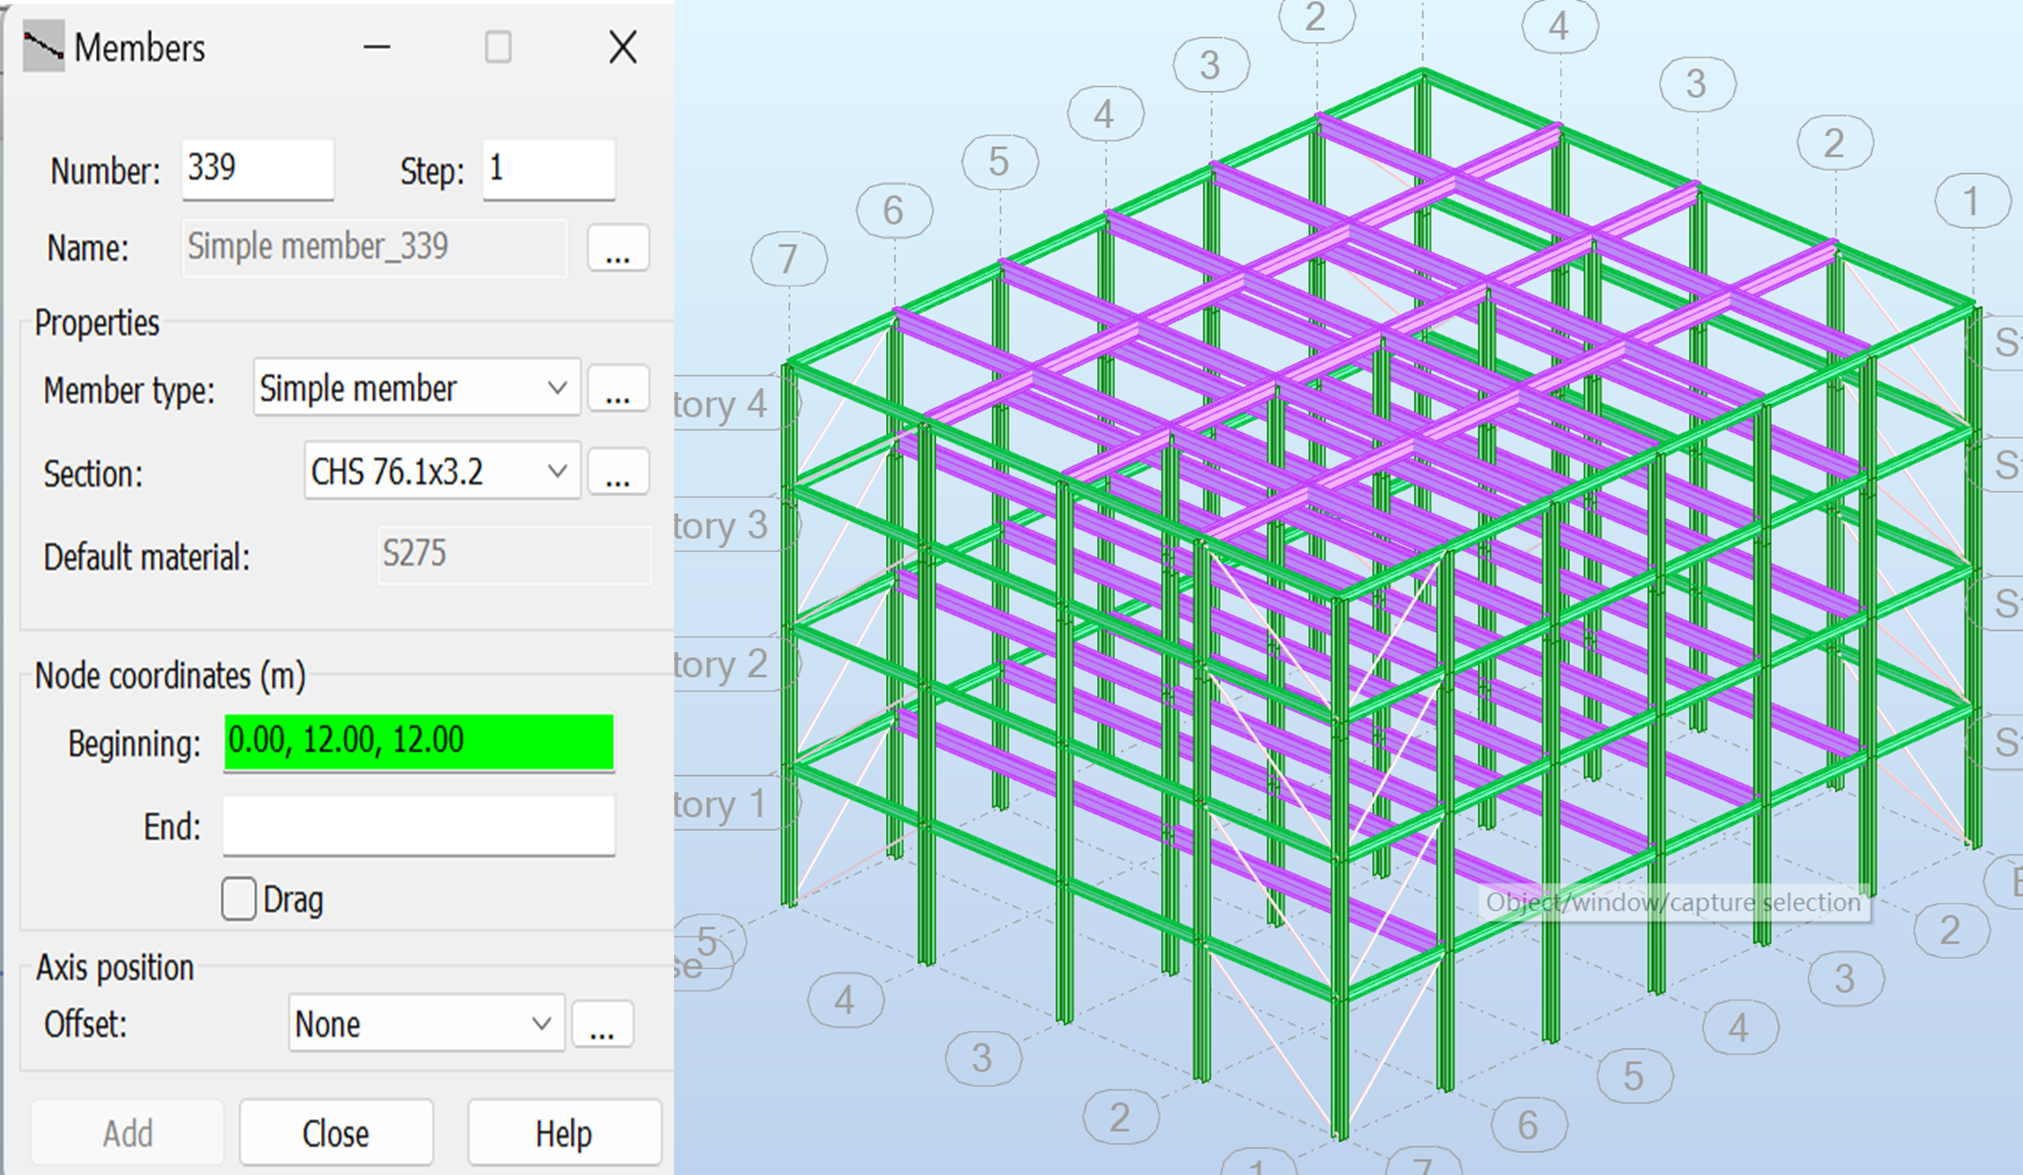 Members
Number: 339 Step: 1
Name: Simple member_339 ...
Properties
Member type: Simple member ...
Section: CHS 76.1x3.2 ...
Default material: S275
Node coordinates (m)
Beginning: 0.00, 12.00, 12.00
End:
Drag
Axis position
Offset: None ...
Add Close Help
2
4
3
3
4
2
5
1
6
7
tory 4
tory 3
tory 2
tory 1
St
S
St
S
Object/window/capture selection
5
se
4
3
2
1
7
6
5
4
3
2